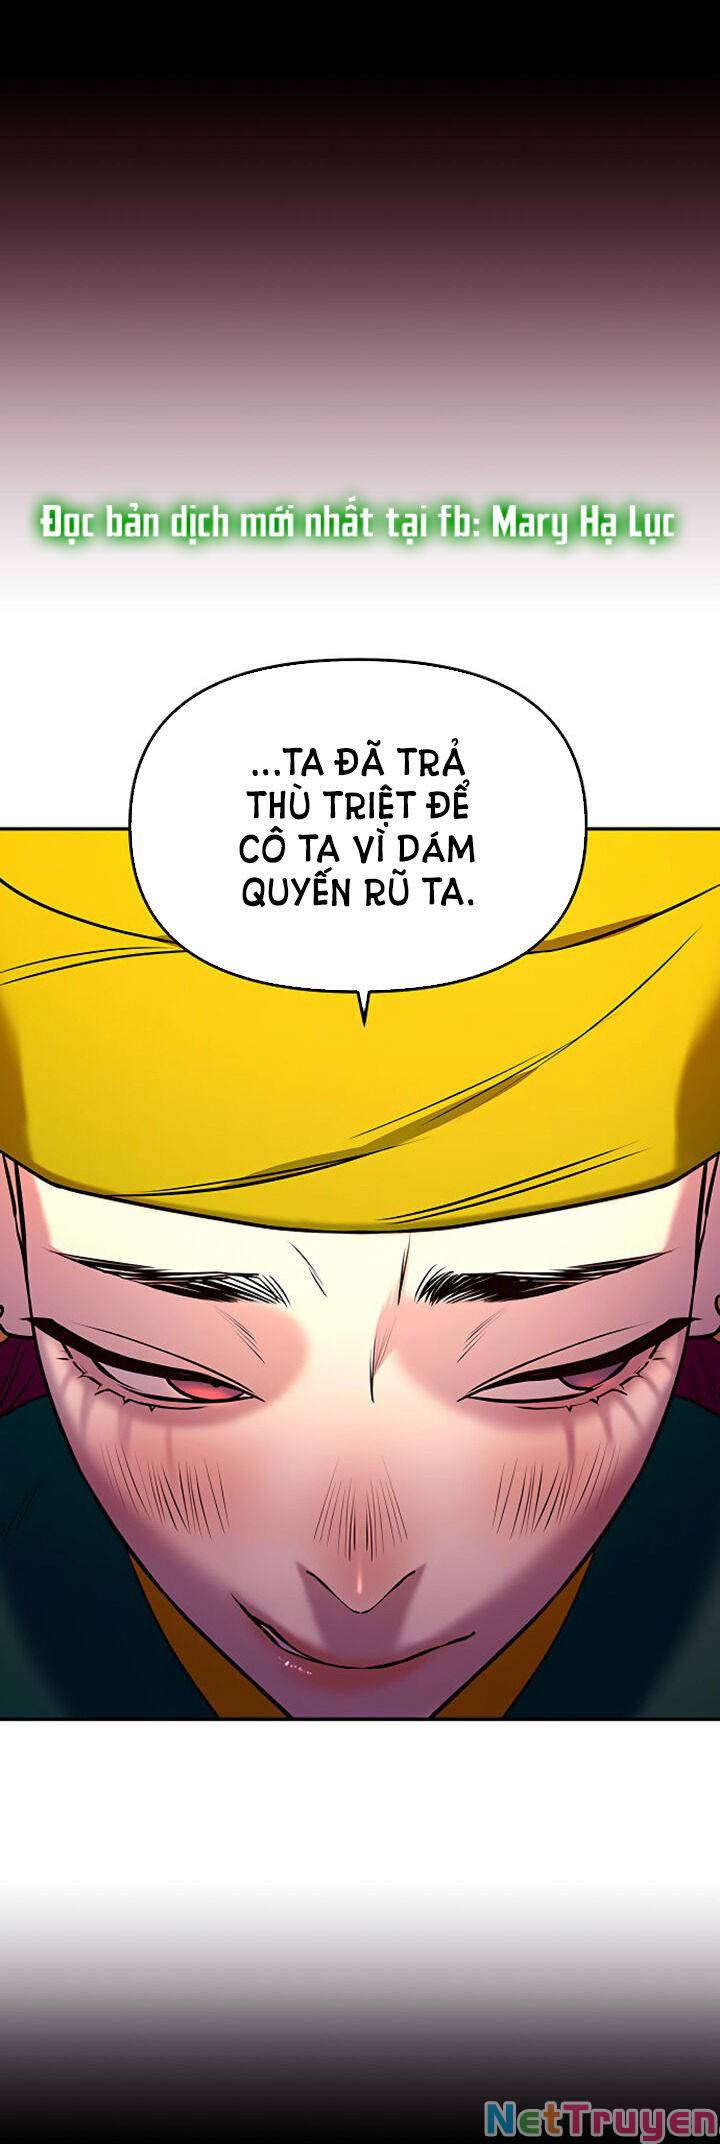 Đọc bản dịch mới nhất tại fb: Mary Hạ Lục
...TA ĐÃ TRẢ
THÙ TRIỆT ĐỂ
CÔ TA VÌ DÁM
QUYẾN RŨ TA.
NetTruyen